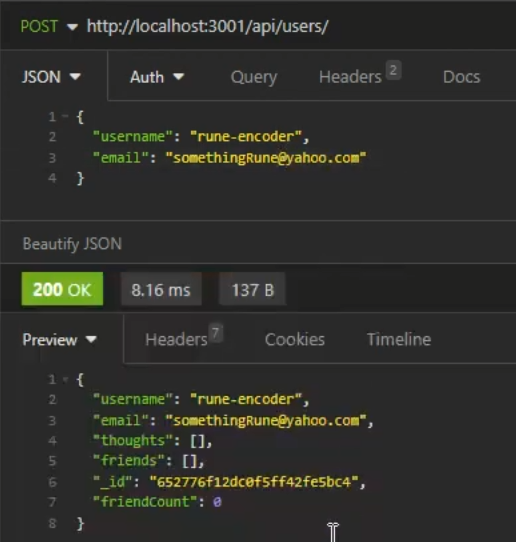 POST http://localhost:3001/api/users/
JSON Auth Query Headers 2 Docs
1 {
2 "username": "rune-encoder",
3 "email": "somethingRune@yahoo.com"
4 }
Beautify JSON
200 OK 8.16 ms 137 B
Preview Headers 7 Cookies Timeline
1 {
2 "username": "rune-encoder",
3 "email": "somethingRune@yahoo.com",
4 "thoughts": [],
5 "friends": [],
6 "_id": "652776f12dc0f5ff42fe5bc4",
7 "friendCount": 0
8 }